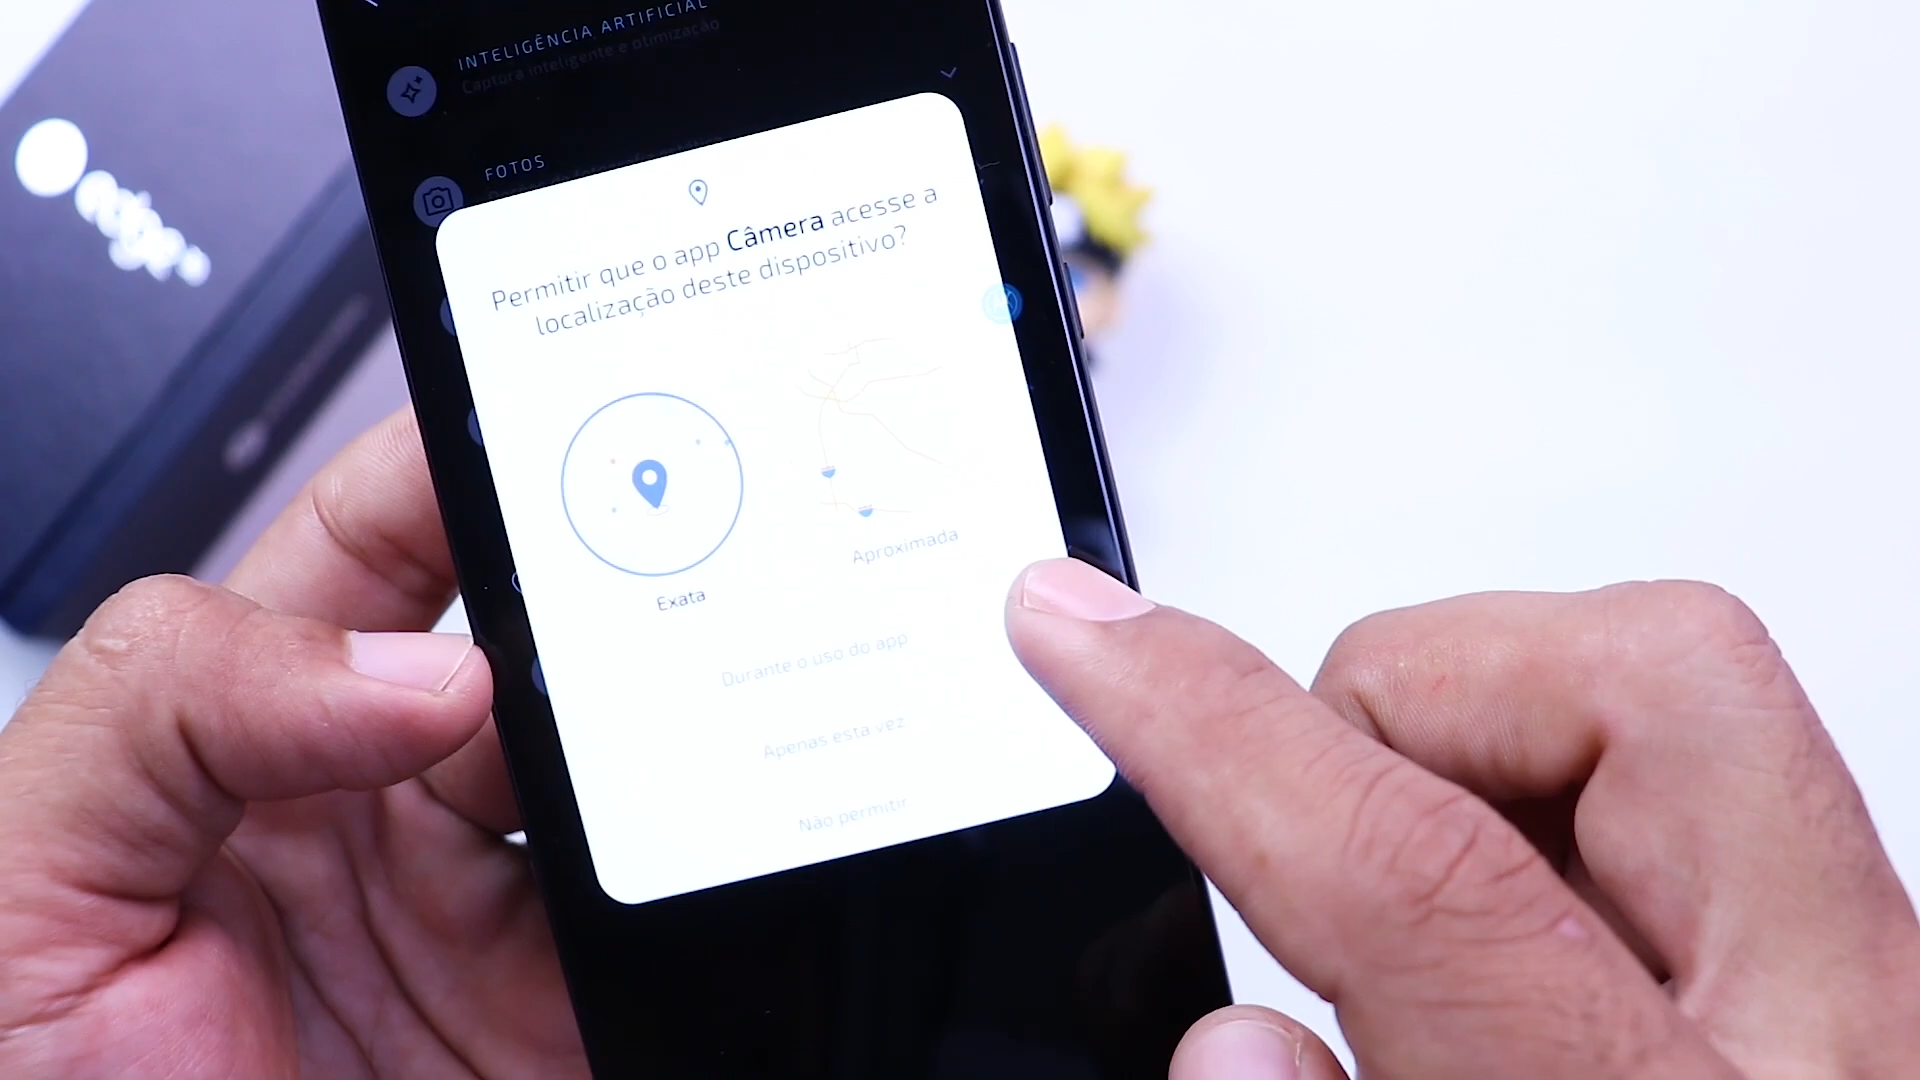 INTELIGÊNCIA ARTIFICIAL
Captura inteligente e otimização
FOTOS
Permitir que o app Câmera acesse a
localização deste dispositivo?
Exata
Aproximada
Durante o uso do app
Apenas esta vez
Não permitir